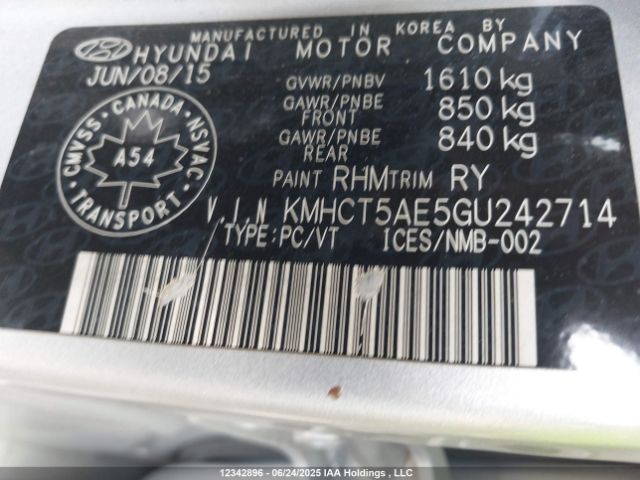 MANUFACTURED IN KOREA BY
HYUNDAI MOTOR COMPANY
JUN/08/15
GVWR/PNBV 1610 kg
GAWR/PNBE FRONT 850 kg
GAWR/PNBE REAR 840 kg
CANADA
CMVSS NSVAC
A54
TRANSPORT
PAINT RHM TRIM RY
V.I.N KMHCT5AE5GU242714
TYPE:PC/VT ICES/NMB-002
12342896 - 06/24/2025 IAA Holdings , LLC